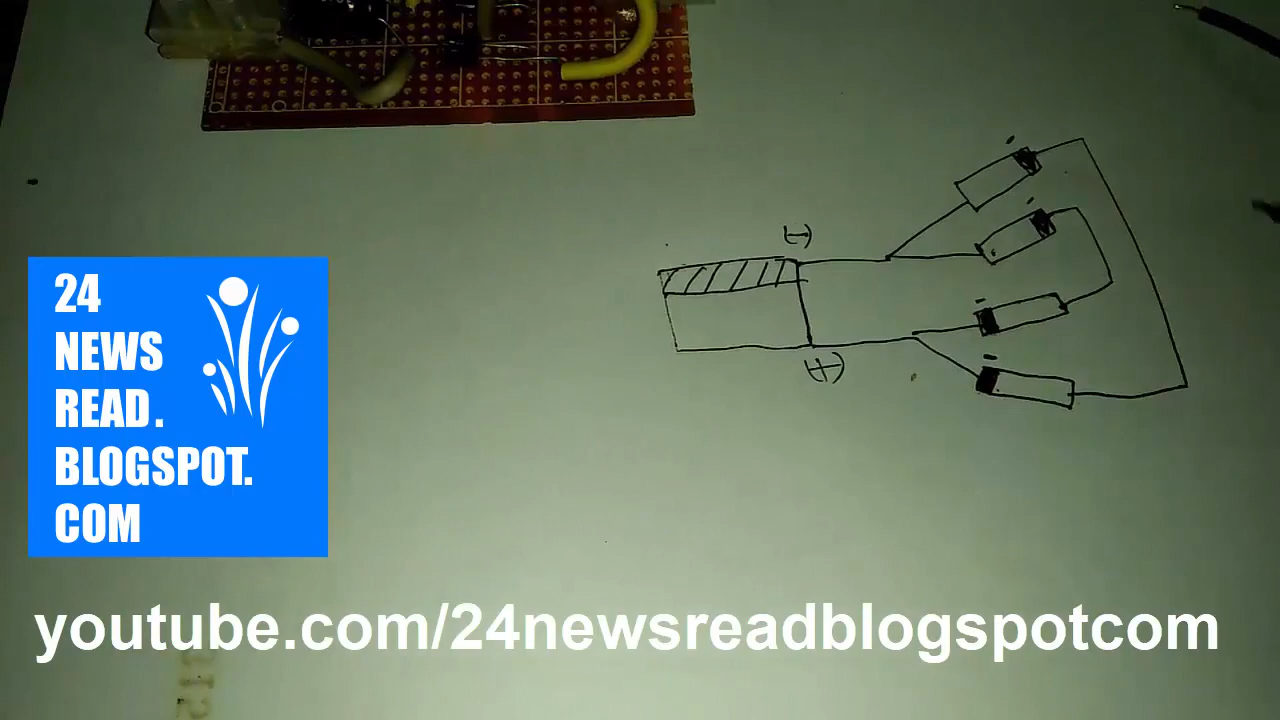 (-)
(+)
24
NEWS
READ.
BLOGSPOT.
COM
youtube.com/24newsreadblogspotcom